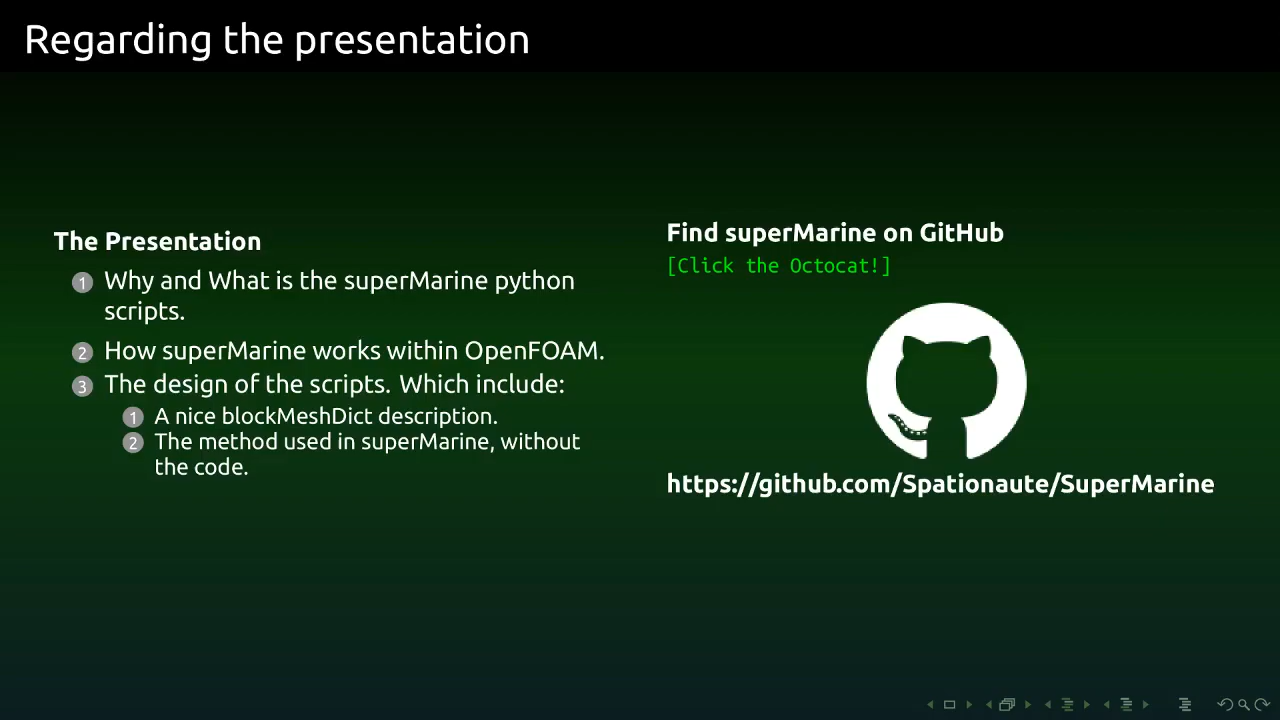 Regarding the presentation
The Presentation
1 Why and What is the superMarine python
scripts.
2 How superMarine works within OpenFOAM.
3 The design of the scripts. Which include:
1 A nice blockMeshDict description.
2 The method used in superMarine, without
the code.
Find superMarine on GitHub
[Click the Octocat!]
https://github.com/Spationaute/SuperMarine